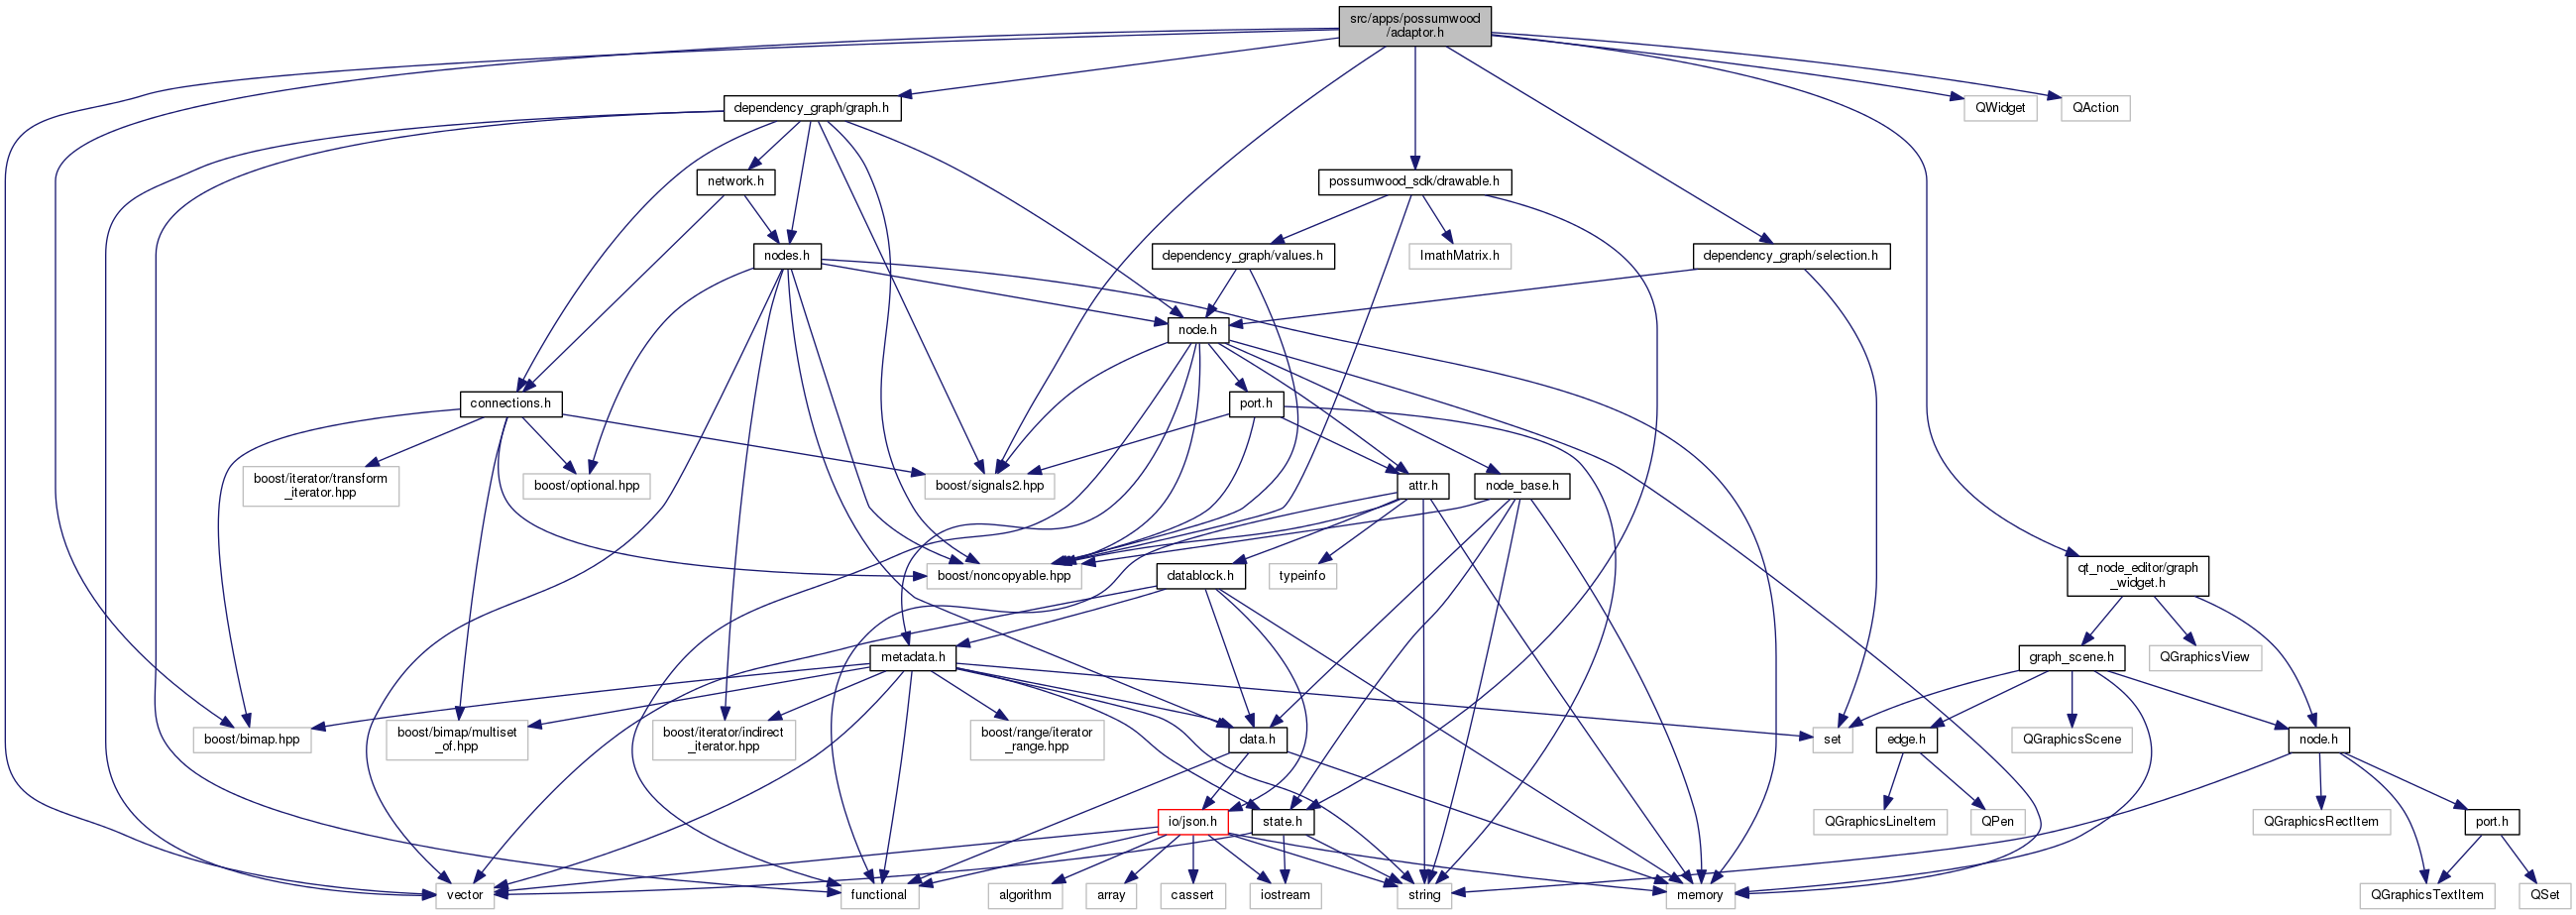 src/apps/possumwood
/adaptor.h
dependency_graph/graph.h
QWidget
QAction
network.h
possumwood_sdk/drawable.h
nodes.h
dependency_graph/values.h
ImathMatrix.h
dependency_graph/selection.h
node.h
connections.h
port.h
boost/iterator/transform
_iterator.hpp
boost/optional.hpp
boost/signals2.hpp
attr.h
node_base.h
boost/noncopyable.hpp
datablock.h
typeinfo
qt_node_editor/graph
_widget.h
metadata.h
graph_scene.h
QGraphicsView
boost/bimap.hpp
boost/bimap/multiset
_of.hpp
boost/iterator/indirect
_iterator.hpp
boost/range/iterator
_range.hpp
data.h
set
edge.h
QGraphicsScene
node.h
io/json.h
state.h
QGraphicsLineItem
QPen
QGraphicsRectItem
port.h
vector
functional
algorithm
array
cassert
iostream
string
memory
QGraphicsTextItem
QSet